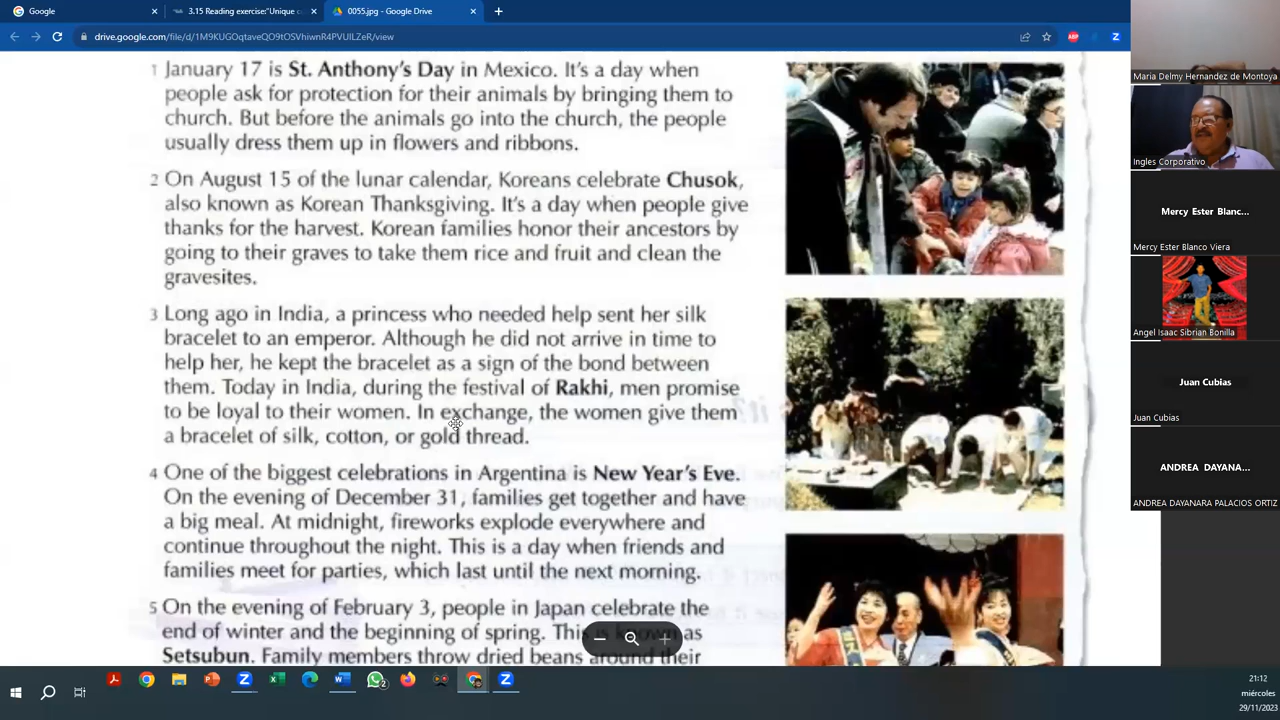 Google
3.15 Reading exercise:"Unique c
0055.jpg - Google Drive
drive.google.com/file/d/1M9KUGOqtaveQO9tOSVhiwnR4PVUILZeR/view
1 January 17 is St. Anthony's Day in Mexico. It's a day when
people ask for protection for their animals by bringing them to
church. But before the animals go into the church, the people
usually dress them up in flowers and ribbons.
2 On August 15 of the lunar calendar, Koreans celebrate Chusok,
also known as Korean Thanksgiving. It's a day when people give
thanks for the harvest. Korean families honor their ancestors by
going to their graves to take them rice and fruit and clean the
gravesites.
3 Long ago in India, a princess who needed help sent her silk
bracelet to an emperor. Although he did not arrive in time to
help her, he kept the bracelet as a sign of the bond between
them. Today in India, during the festival of Rakhi, men promise
to be loyal to their women. In exchange, the women give them
a bracelet of silk, cotton, or gold thread.
4 One of the biggest celebrations in Argentina is New Year's Eve.
On the evening of December 31, families get together and have
a big meal. At midnight, fireworks explode everywhere and
continue throughout the night. This is a day when friends and
families meet for parties, which last until the next morning.
5 On the evening of February 3, people in Japan celebrate the
end of winter and the beginning of spring. This is known as
Setsubun. Family members throw dried beans around their
Maria Delmy Hernandez de Montoya
Ingles Corporativo
Mercy Ester Blanc...
Mercy Ester Blanco Viera
Angel Isaac Sibrian Bonilla
Juan Cubias
Juan Cubias
ANDREA DAYANA...
ANDREA DAYANARA PALACIOS ORTIZ
ABP
2
21:12
miércoles
29/11/2023